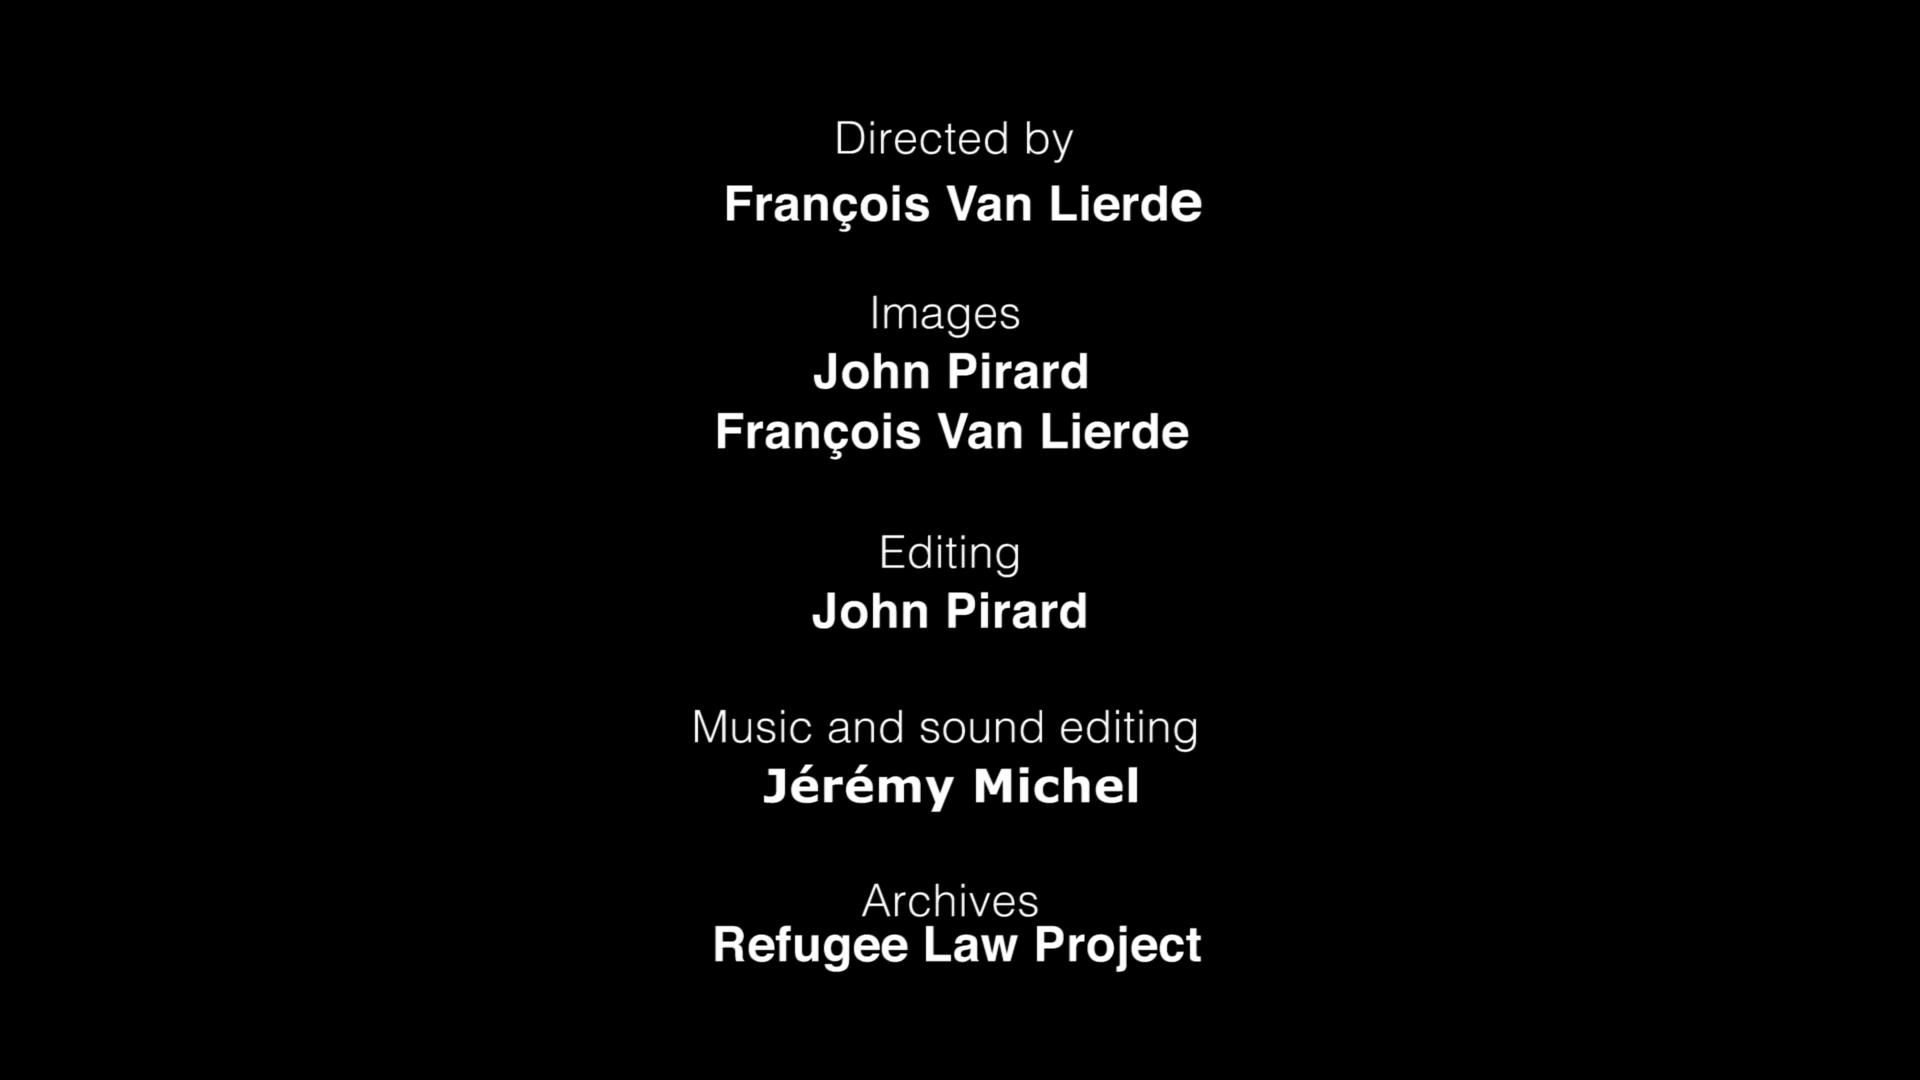 Directed by
François Van Lierde
Images
John Pirard
François Van Lierde
Editing
John Pirard
Music and sound editing
Jérémy Michel
Archives
Refugee Law Project